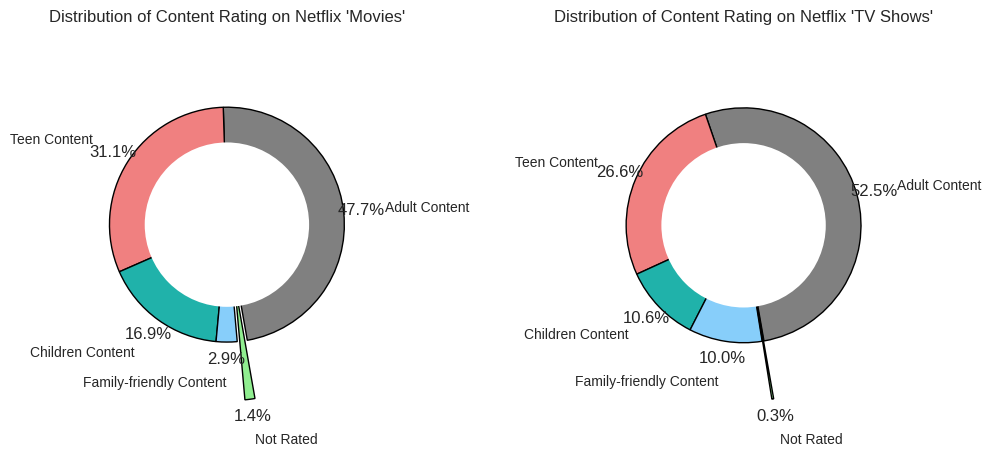 Distribution of Content Rating on Netflix 'Movies'
Teen Content
31.1%
47.7%
Adult Content
16.9%
Children Content
2.9%
Family-friendly Content
1.4%
Not Rated
Distribution of Content Rating on Netflix 'TV Shows'
Teen Content
26.6%
52.5%
Adult Content
10.6%
Children Content
10.0%
Family-friendly Content
0.3%
Not Rated